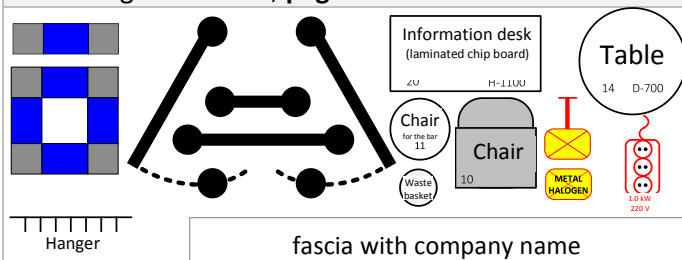 Information desk
(laminated chip board)
20 H-1100
Table
14 D-700
Chair
for the bar
11
Chair
10
Waste
basket
METAL
HALOGEN
1.0 kW
220 V
Hanger
fascia with company name